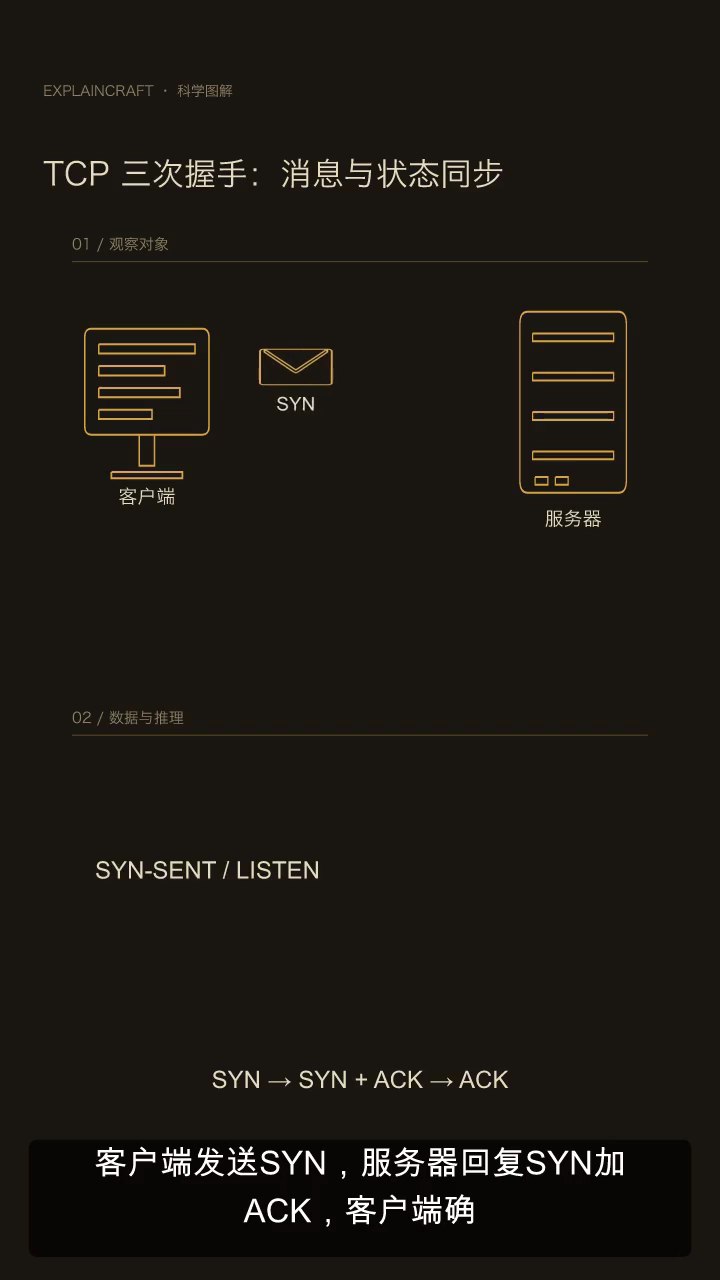 EXPLAINCRAFT · 科学图解
TCP 三次握手：消息与状态同步
01 / 观察对象
SYN
客户端
服务器
02 / 数据与推理
SYN-SENT / LISTEN
SYN → SYN + ACK → ACK
客户端发送SYN，服务器回复SYN加
ACK，客户端确